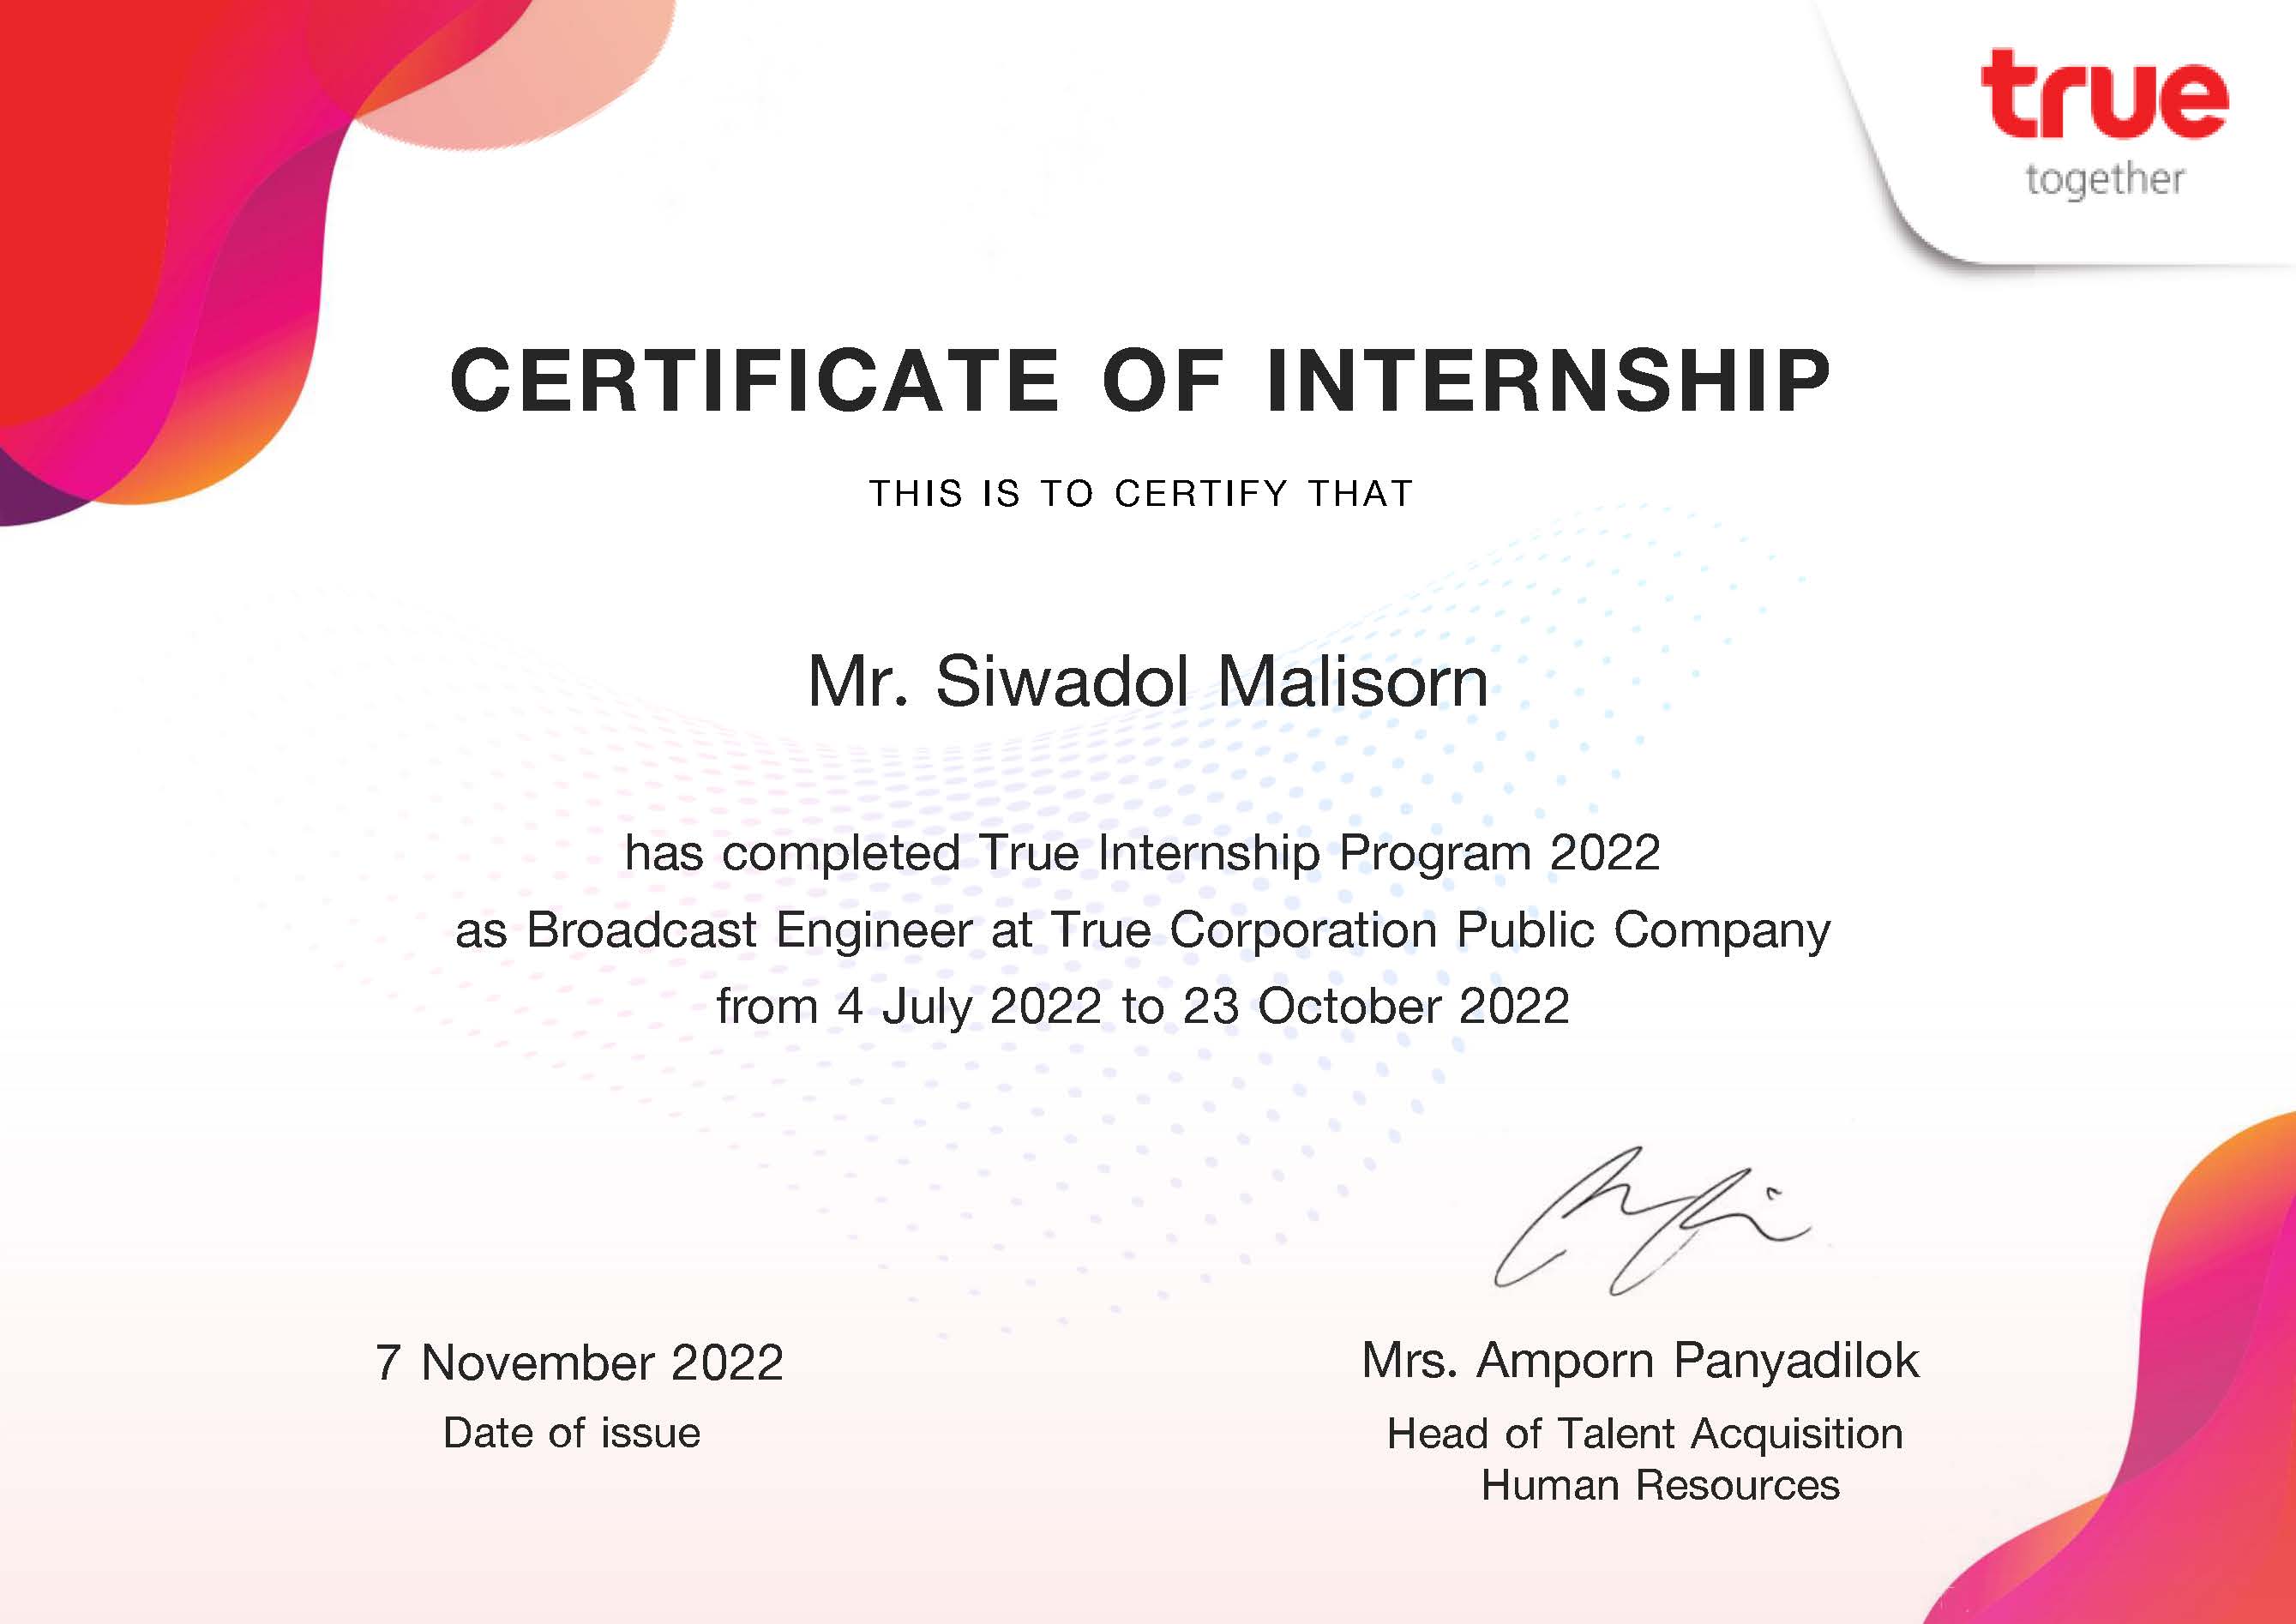 true
together
CERTIFICATE OF INTERNSHIP
THIS IS TO CERTIFY THAT
Mr. Siwadol Malisorn
has completed True Internship Program 2022
as Broadcast Engineer at True Corporation Public Company
from 4 July 2022 to 23 October 2022
7 November 2022
Date of issue
Mrs. Amporn Panyadilok
Head of Talent Acquisition
Human Resources